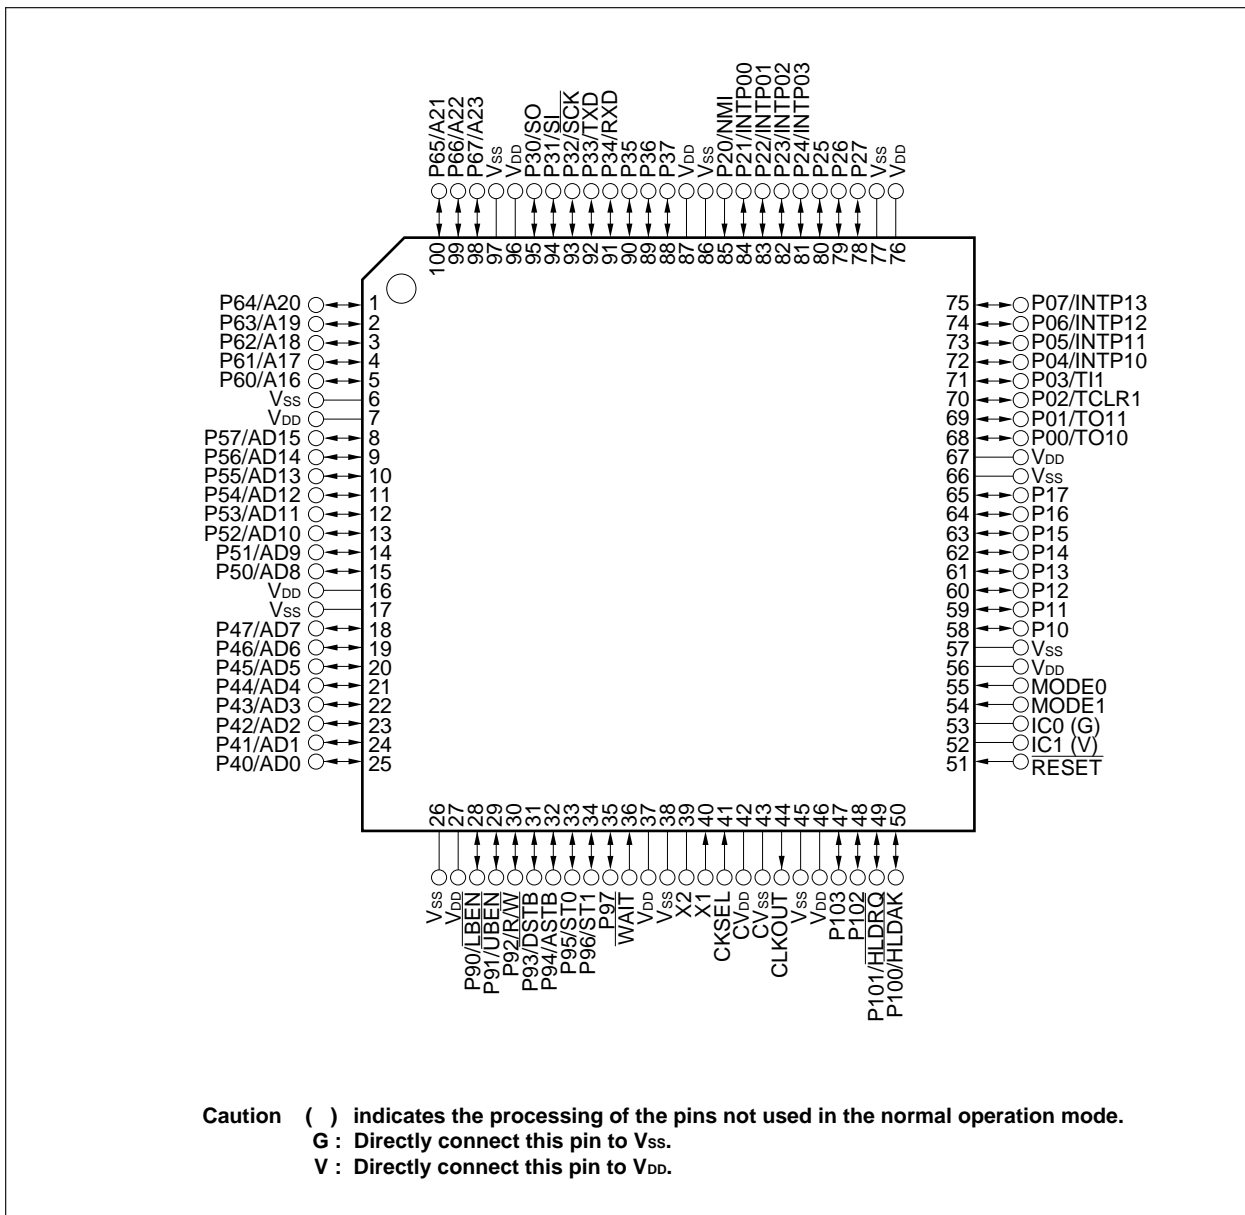 P65/A21
P66/A22
P67/A23
VSS
VDD
P30/SO
P31/SI
P32/SCK
P33/TXD
P34/RXD
P35
P36
P37
VDD
VSS
P20/NMI
P21/INTP00
P22/INTP01
P23/INTP02
P24/INTP03
P25
P26
P27
VSS
VDD
100 99 98 97 96 95 94 93 92 91 90 89 88 87 86 85 84 83 82 81 80 79 78 77 76
P64/A20 1
P63/A19 2
P62/A18 3
P61/A17 4
P60/A16 5
VSS 6
VDD 7
P57/AD15 8
P56/AD14 9
P55/AD13 10
P54/AD12 11
P53/AD11 12
P52/AD10 13
P51/AD9 14
P50/AD8 15
VDD 16
VSS 17
P47/AD7 18
P46/AD6 19
P45/AD5 20
P44/AD4 21
P43/AD3 22
P42/AD2 23
P41/AD1 24
P40/AD0 25
75 P07/INTP13
74 P06/INTP12
73 P05/INTP11
72 P04/INTP10
71 P03/TI1
70 P02/TCLR1
69 P01/TO11
68 P00/TO10
67 VDD
66 VSS
65 P17
64 P16
63 P15
62 P14
61 P13
60 P12
59 P11
58 P10
57 VSS
56 VDD
55 MODE0
54 MODE1
53 IC0 (G)
52 IC1 (V)
51 RESET
26 27 28 29 30 31 32 33 34 35 36 37 38 39 40 41 42 43 44 45 46 47 48 49 50
VSS
VDD
P90/LBEN
P91/UBEN
P92/R/W
P93/DSTB
P94/ASTB
P95/ST0
P96/ST1
P97
WAIT
VDD
VSS
X2
X1
CKSEL
CVDD
CVSS
CLKOUT
VSS
VDD
P103
P102
P101/HLDRQ
P100/HLDAK
Caution ( ) indicates the processing of the pins not used in the normal operation mode.
G : Directly connect this pin to VSS.
V : Directly connect this pin to VDD.